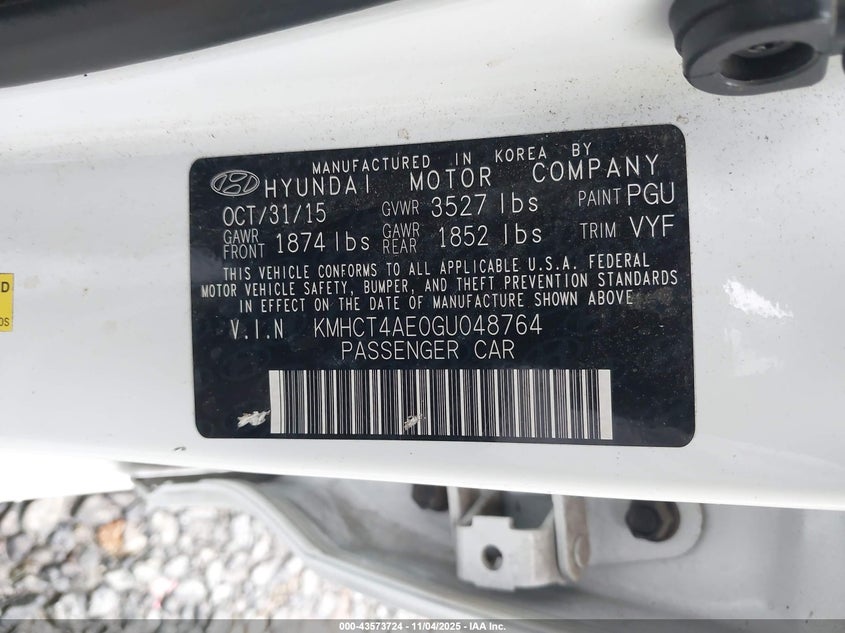 MANUFACTURED IN KOREA BY
HYUNDAI MOTOR COMPANY
OCT/31/15 GVWR 3527 lbs PAINT PGU
GAWR FRONT 1874 lbs GAWR REAR 1852 lbs TRIM VYF
THIS VEHICLE CONFORMS TO ALL APPLICABLE U.S.A. FEDERAL
MOTOR VEHICLE SAFETY, BUMPER, AND THEFT PREVENTION STANDARDS
IN EFFECT ON THE DATE OF MANUFACTURE SHOWN ABOVE
V.I.N KMHCT4AE0GU048764
PASSENGER CAR
D
OS
000-43573724 - 11/04/2025 - IAA Inc.